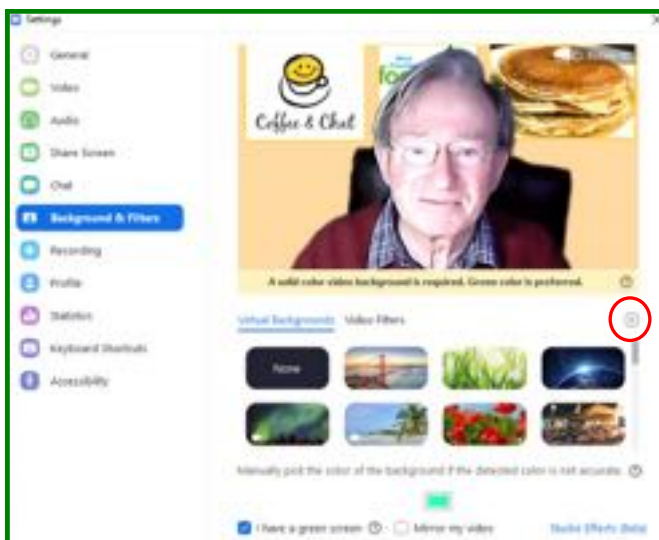 Settings
General
Video
Audio
Share Screen
Chat
Background & Filters
Recording
Profile
Statistics
Keyboard Shortcuts
Accessibility
Coffee & Chat
A solid color video background is required. Green color is preferred.
Virtual Backgrounds Video Filters
None
Manually pick the color of the background if the detected color is not accurate.
I have a green screen Mirror my video Studio Effects (Beta)